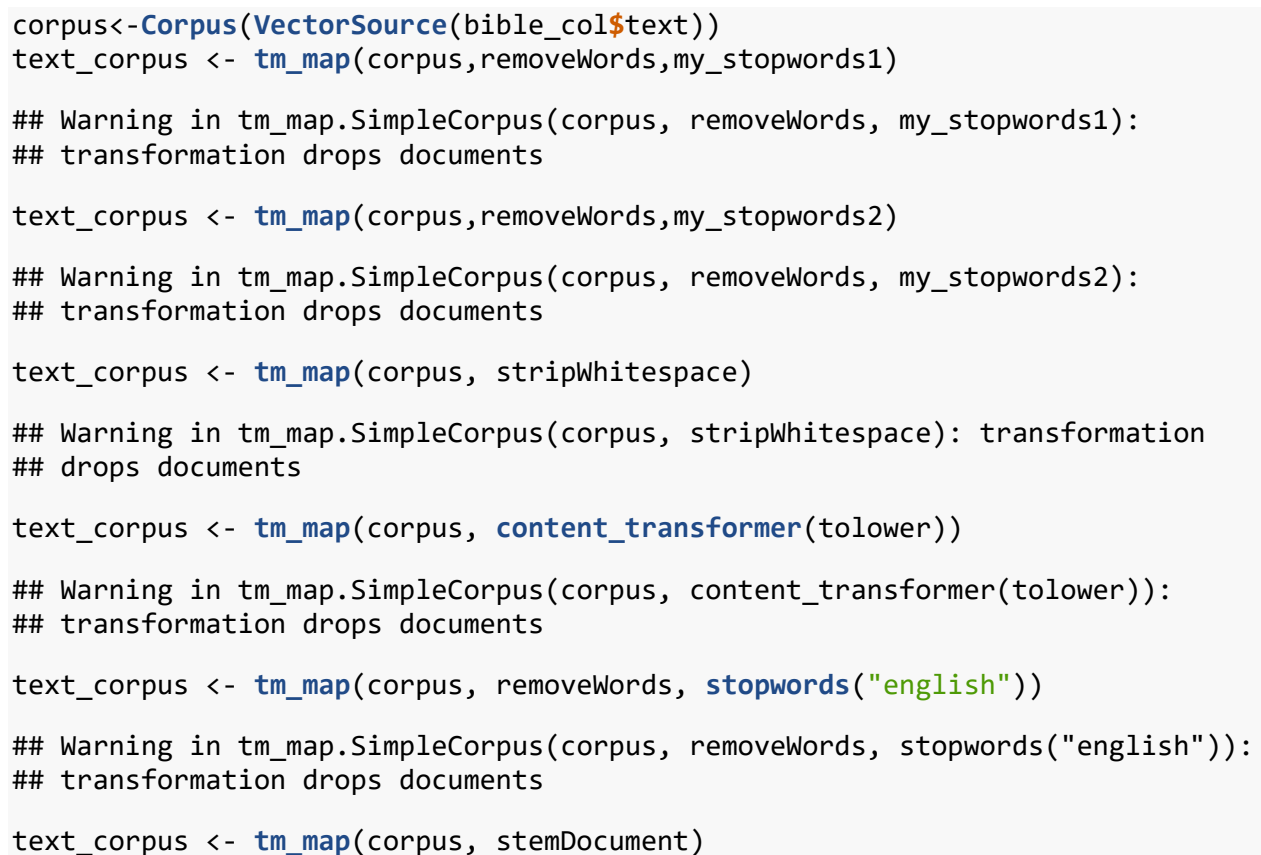 corpus<-Corpus(VectorSource(bible_col$text))
text_corpus <- tm_map(corpus,removeWords,my_stopwords1)
## Warning in tm_map.SimpleCorpus(corpus, removeWords, my_stopwords1):
## transformation drops documents
text_corpus <- tm_map(corpus,removeWords,my_stopwords2)
## Warning in tm_map.SimpleCorpus(corpus, removeWords, my_stopwords2):
## transformation drops documents
text_corpus <- tm_map(corpus, stripWhitespace)
## Warning in tm_map.SimpleCorpus(corpus, stripWhitespace): transformation
## drops documents
text_corpus <- tm_map(corpus, content_transformer(tolower))
## Warning in tm_map.SimpleCorpus(corpus, content_transformer(tolower)):
## transformation drops documents
text_corpus <- tm_map(corpus, removeWords, stopwords("english"))
## Warning in tm_map.SimpleCorpus(corpus, removeWords, stopwords("english")):
## transformation drops documents
text_corpus <- tm_map(corpus, stemDocument)